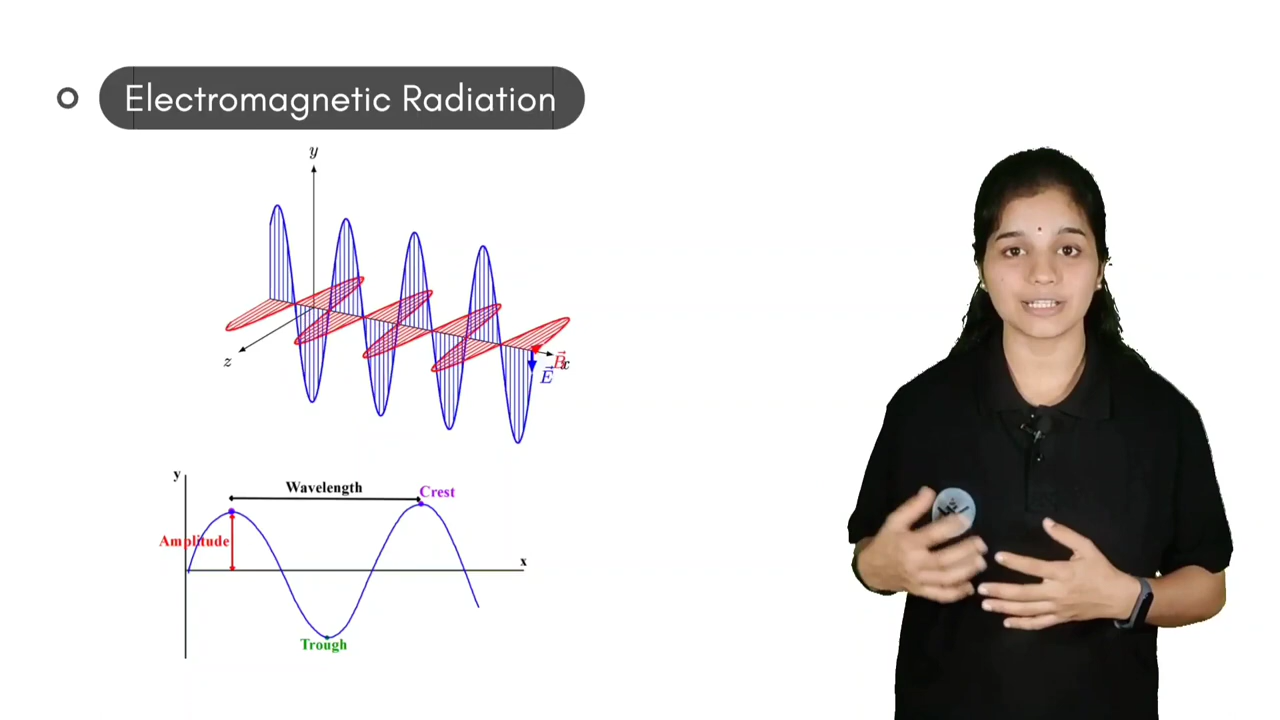 Electromagnetic Radiation
y
z
B
x
E
y
Wavelength
Crest
Amplitude
x
Trough